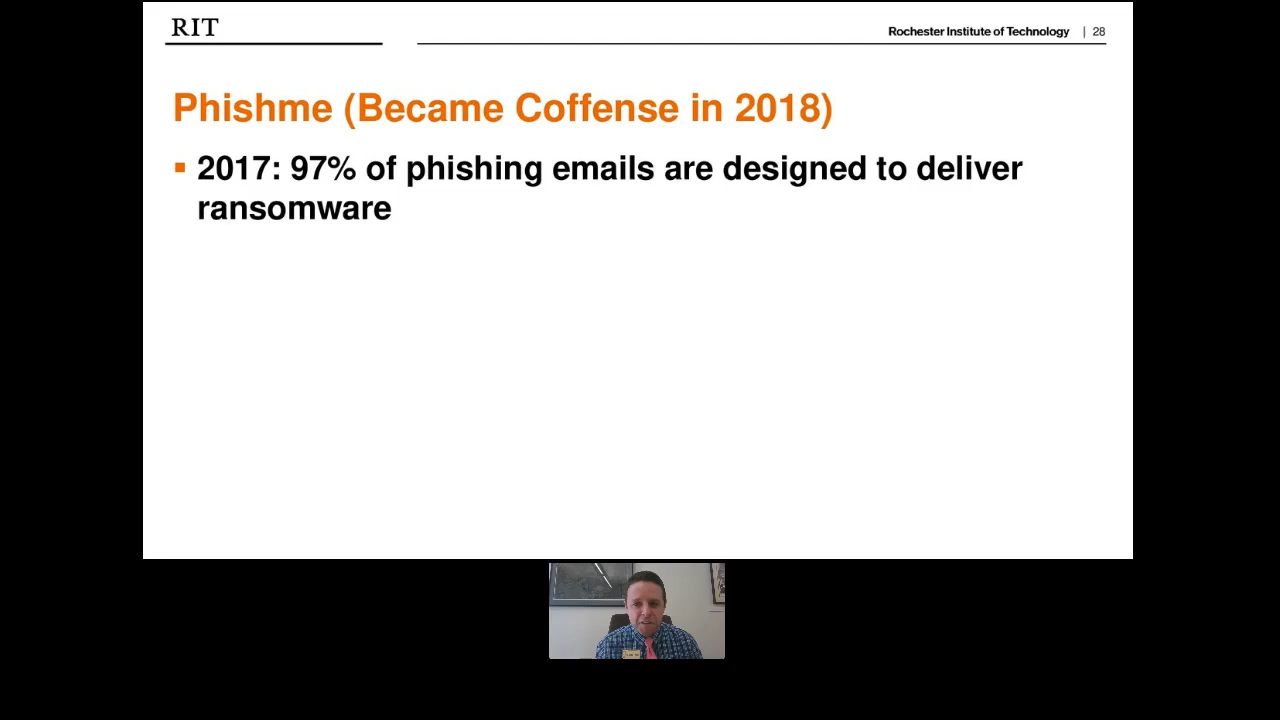 RIT
Rochester Institute of Technology | 28
Phishme (Became Coffense in 2018)
2017: 97% of phishing emails are designed to deliver
ransomware